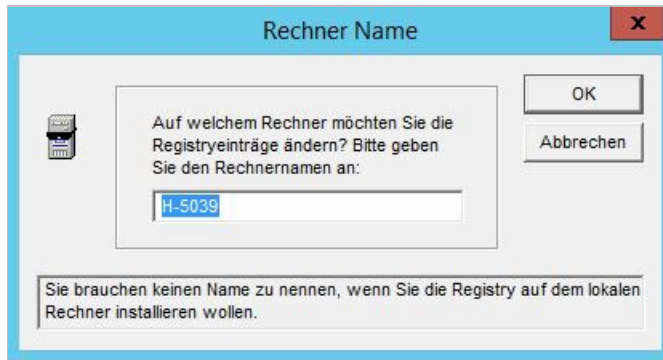 Rechner Name
x
OK
Abbrechen
Auf welchem Rechner möchten Sie die
Registryeinträge ändern? Bitte geben
Sie den Rechnernamen an:
H-5039
Sie brauchen keinen Name zu nennen, wenn Sie die Registry auf dem lokalen
Rechner installieren wollen.